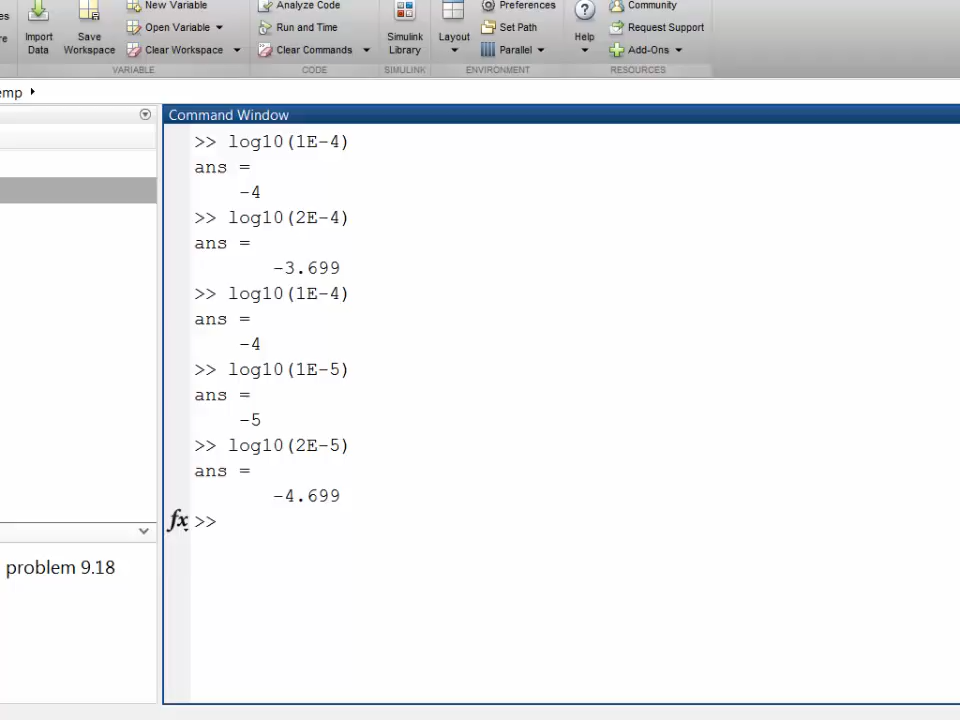 New Variable
Analyze Code
Preferences
Community
Import
Data
Save
Workspace
Open Variable
Run and Time
Simulink
Library
Layout
Set Path
Help
Request Support
Clear Workspace
Clear Commands
Parallel
Add-Ons
VARIABLE
CODE
SIMULINK
ENVIRONMENT
RESOURCES
emp
Command Window
>> log10(1E-4)
ans =
-4
>> log10(2E-4)
ans =
-3.699
>> log10(1E-4)
ans =
-4
>> log10(1E-5)
ans =
-5
>> log10(2E-5)
ans =
-4.699
fx >>
problem 9.18